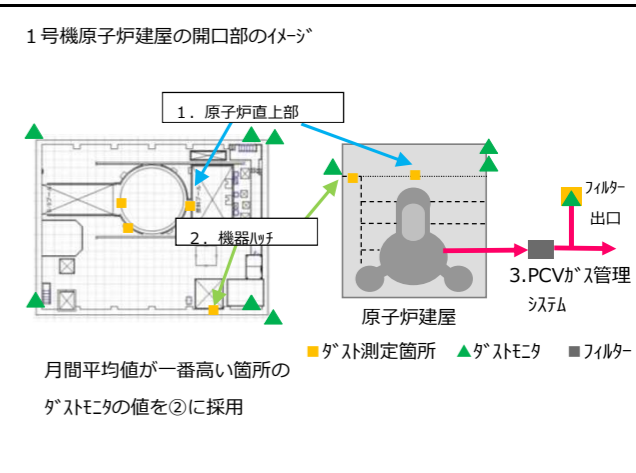 １号機原子炉建屋の開口部のｲﾒｰｼﾞ
１．原子炉直上部
２．機器ﾊｯﾁ
ﾌｨﾙﾀｰ
出口
3.PCVｶﾞｽ管理
ｼｽﾃﾑ
原子炉建屋
ﾀﾞｽﾄ測定箇所 ﾀﾞｽﾄﾓﾆﾀ ﾌｨﾙﾀｰ
月間平均値が一番高い箇所の
ﾀﾞｽﾄﾓﾆﾀの値を②に採用